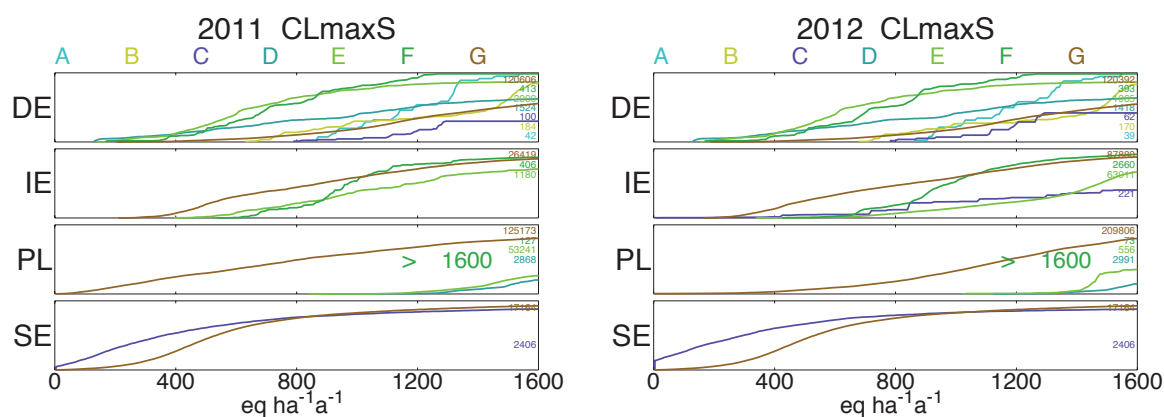 2011 CLmaxS
A B C D E F G
DE
120606
413
1524
100
184
42
IE
26419
406
1180
PL
125173
127
53241
2868
> 1600
SE
17184
2406
0 400 800 1200 1600
eq ha⁻¹a⁻¹
2012 CLmaxS
A B C D E F G
DE
120392
393
1418
62
170
39
IE
87880
2660
221
PL
209806
73
556
2991
> 1600
SE
17184
2406
0 400 800 1200 1600
eq ha⁻¹a⁻¹